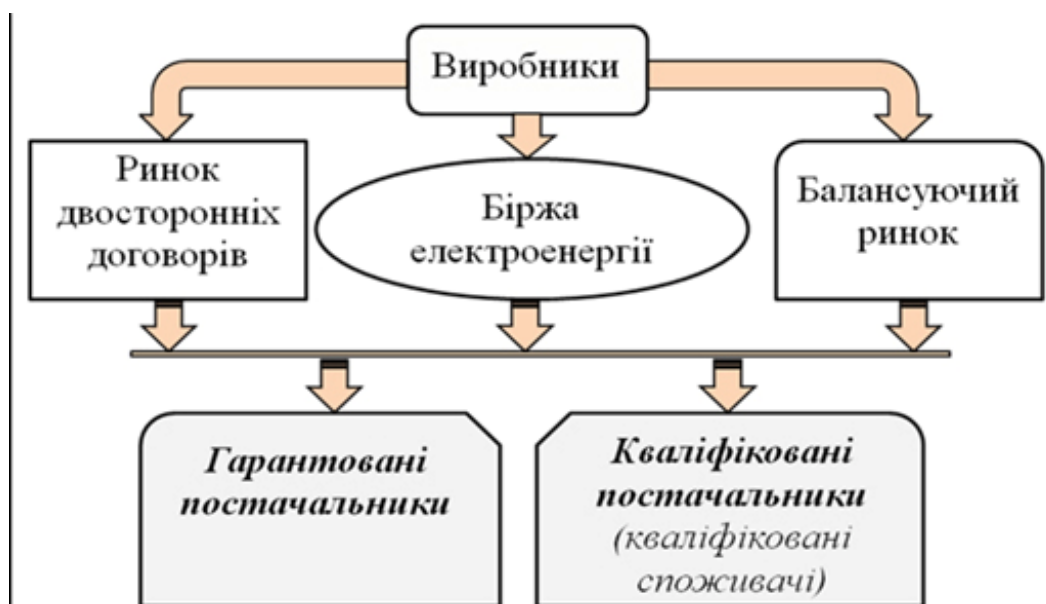 Виробники
Ринок
двосторонніх
договорів
Біржа
електроенергії
Балансуючий
ринок
Гарантовані
постачальники
Кваліфіковані
постачальники
(кваліфіковані
споживачі)